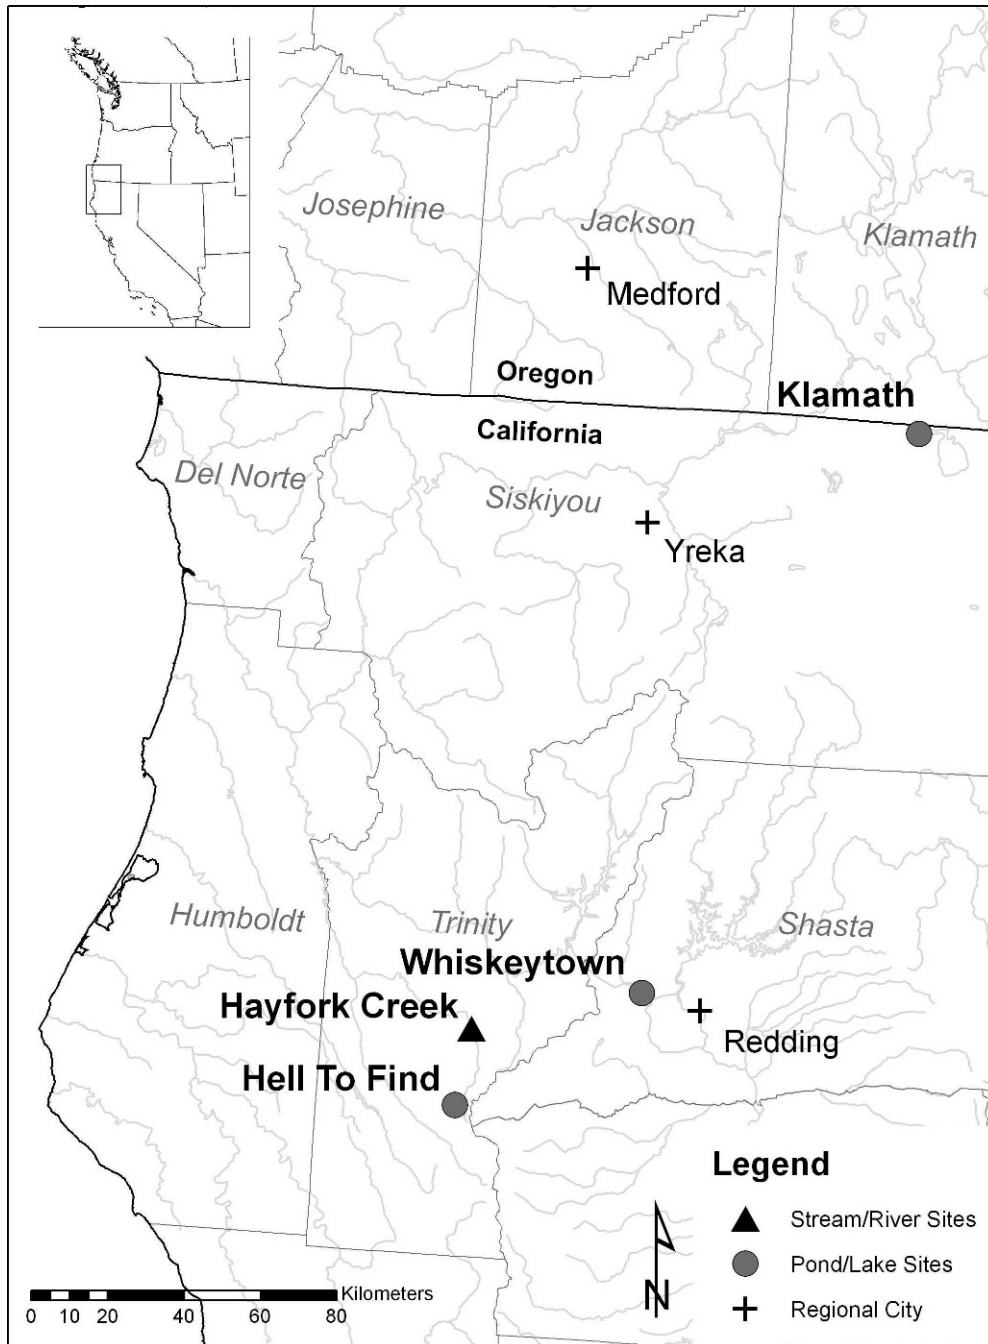 Josephine
Jackson
Klamath
Medford
Oregon
Klamath
California
Del Norte
Siskiyou
Yreka
Humboldt
Trinity
Shasta
Whiskeytown
Hayfork Creek
Redding
Hell To Find
Legend
Stream/River Sites
Pond/Lake Sites
Regional City
N
Kilometers
0 10 20 40 60 80